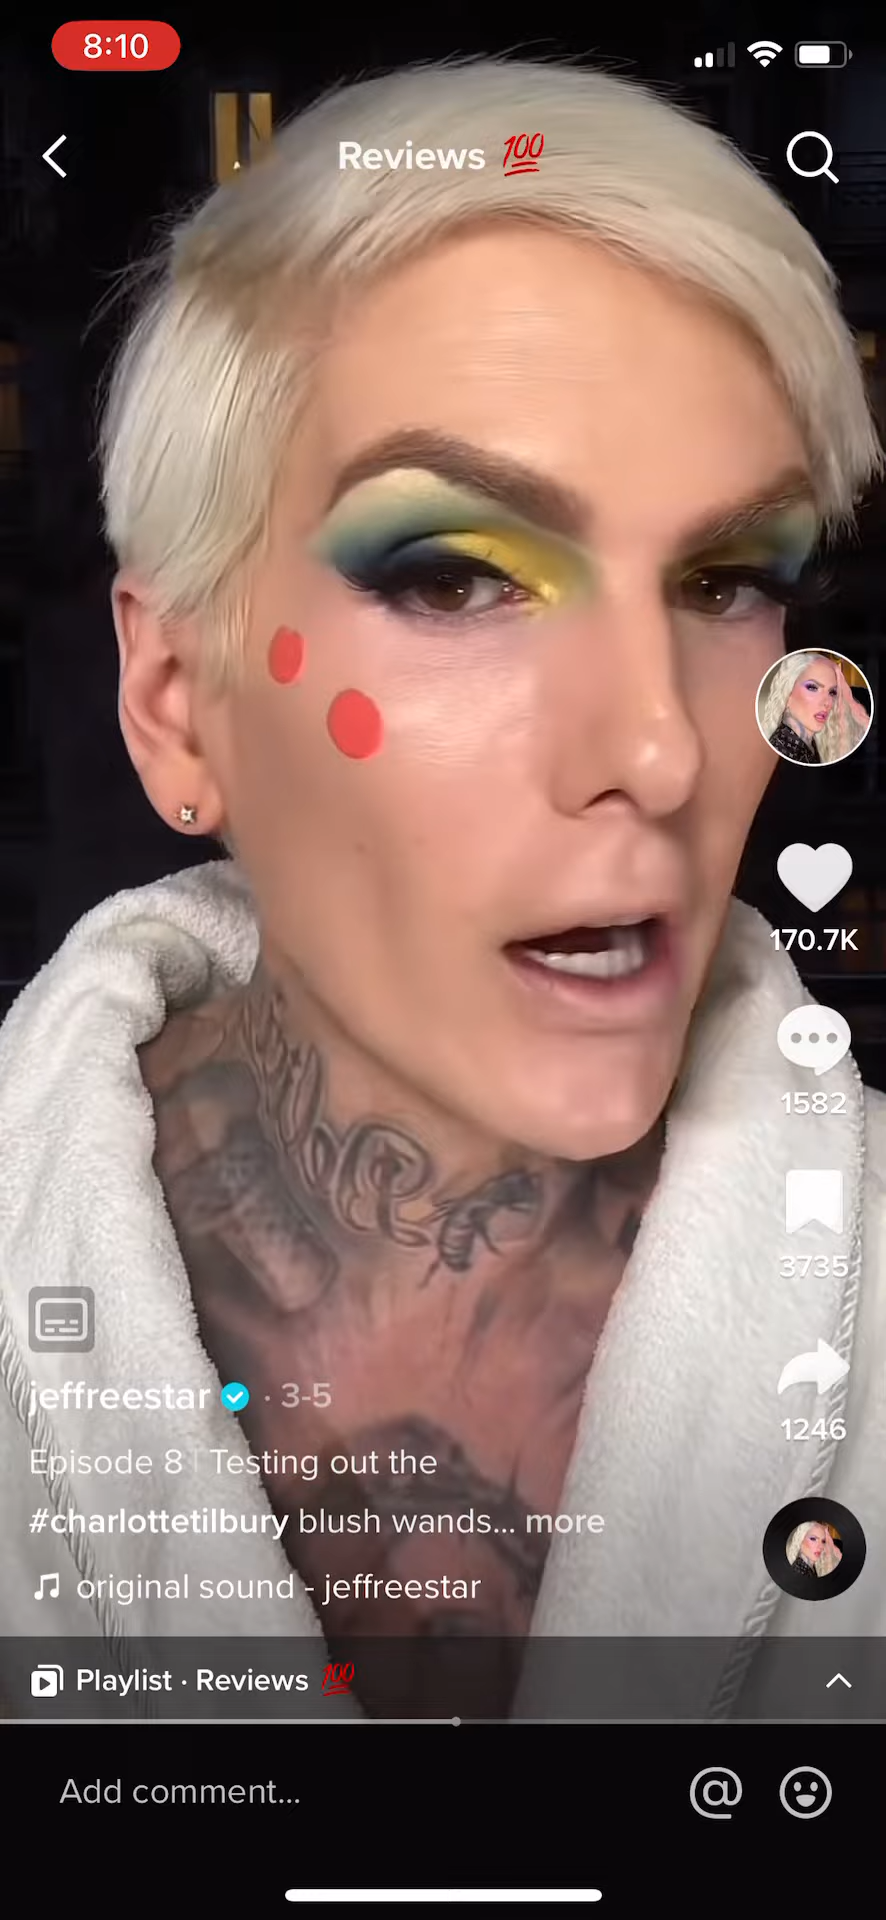 8:10
Reviews 💯
170.7K
1582
3735
1246
jeffreestar · 3-5
Episode 8 | Testing out the
#charlottetilbury blush wands... more
original sound - jeffreestar
Playlist · Reviews 💯
Add comment...
@